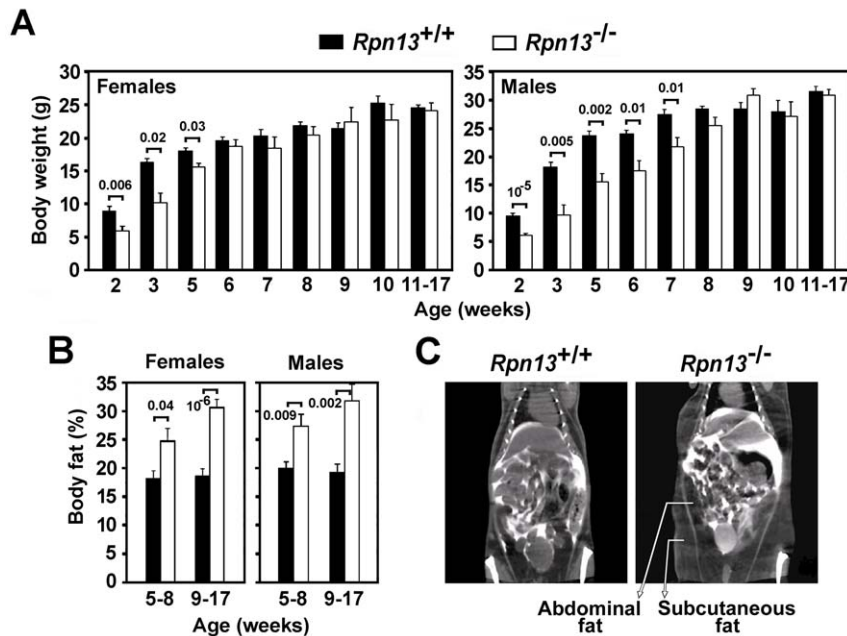 A
Rpn13+/+ Rpn13-/-
Females
Males
Body weight (g)
30
25
20
15
10
5
0
0.006
0.02
0.03
2 3 5 6 7 8 9 10 11-17
35
30
25
20
15
10
5
0
10-5
0.005
0.002
0.01
0.01
2 3 5 6 7 8 9 10 11-17
Age (weeks)
B
Females Males
Body fat (%)
35
30
25
20
15
10
5
0
0.04
10-6
0.009
0.002
5-8 9-17 5-8 9-17
Age (weeks)
C
Rpn13+/+ Rpn13-/-
Abdominal fat
Subcutaneous fat